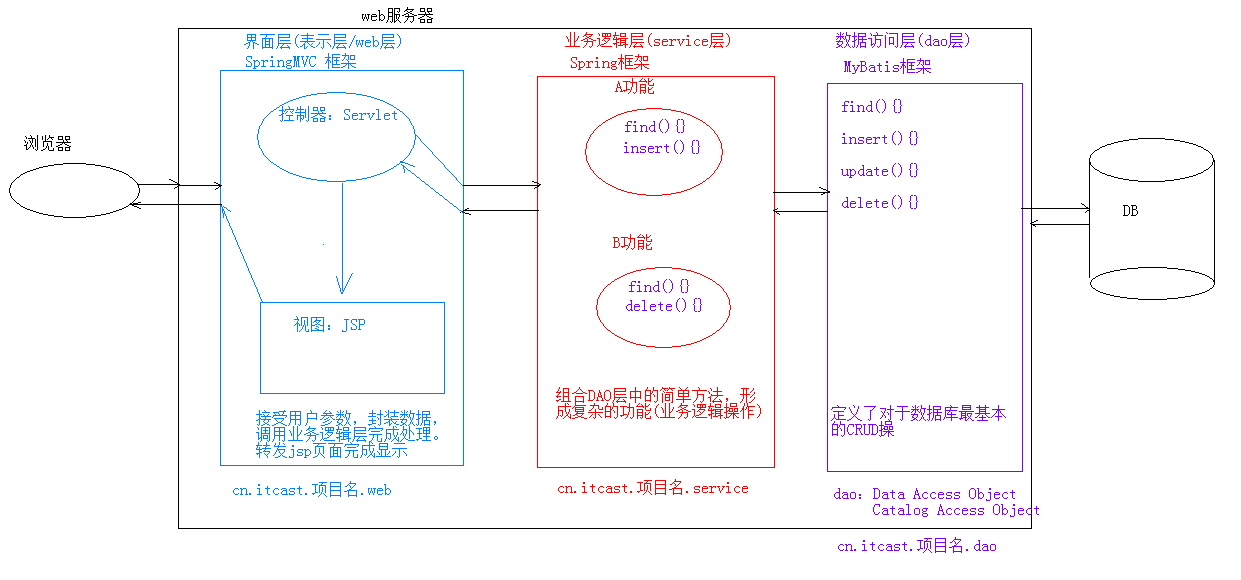 web服务器
浏览器
界面层(表示层/web层)
SpringMVC 框架
控制器: Servlet
视图: JSP
接受用户参数, 封装数据,
调用业务逻辑层完成处理。
转发jsp页面完成显示
cn.itcast.项目名.web
业务逻辑层(service层)
Spring框架
A功能
find(){}
insert(){}
B功能
find(){}
delete(){}
组合DAO层中的简单方法, 形
成复杂的功能(业务逻辑操作)
cn.itcast.项目名.service
数据访问层(dao层)
MyBatis框架
find(){}
insert(){}
update(){}
delete(){}
定义了对于数据库最基本
的CRUD操
dao: Data Access Object
Catalog Access Object
cn.itcast.项目名.dao
DB